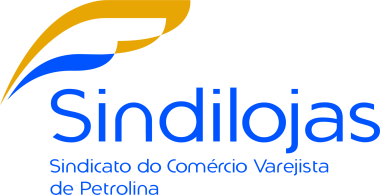 Sindilojas
Sindicato do Comércio Varejista
de Petrolina